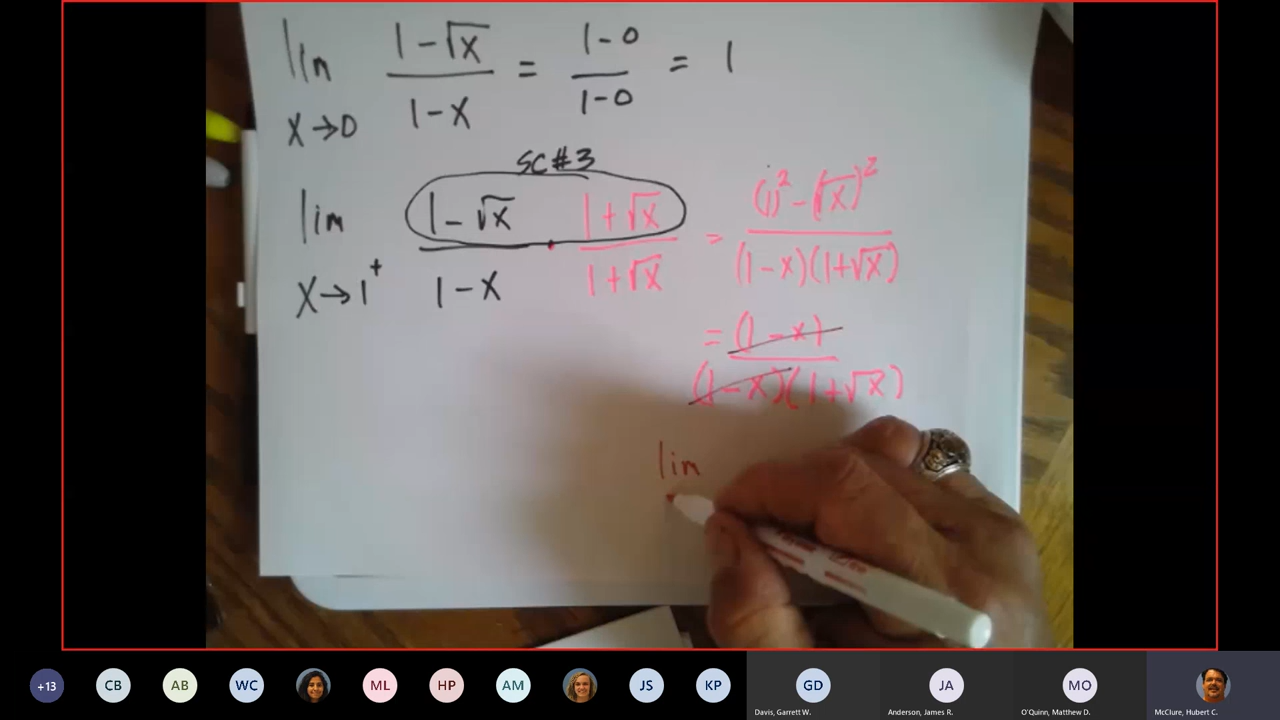 lim 1-√x / 1-x = 1-0 / 1-0 = 1
x→0
SC#3
lim 1-√x / 1-x · 1+√x / 1+√x = (1)² - (√x)² / (1-x)(1+√x)
x→1⁺
= (1-x) / (1-x)(1+√x)
lim
+13 CB AB WC ML HP AM JS KP GD JA MO
Davis, Garrett W. Anderson, James R. O'Quinn, Matthew D. McClure, Hubert C.